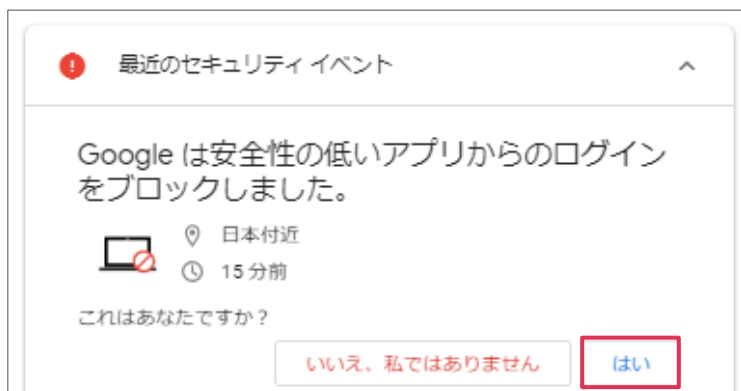 最近のセキュリティ イベント
Google は安全性の低いアプリからのログイン
をブロックしました。
日本付近
15 分前
これはあなたですか？
いいえ、私ではありません
はい